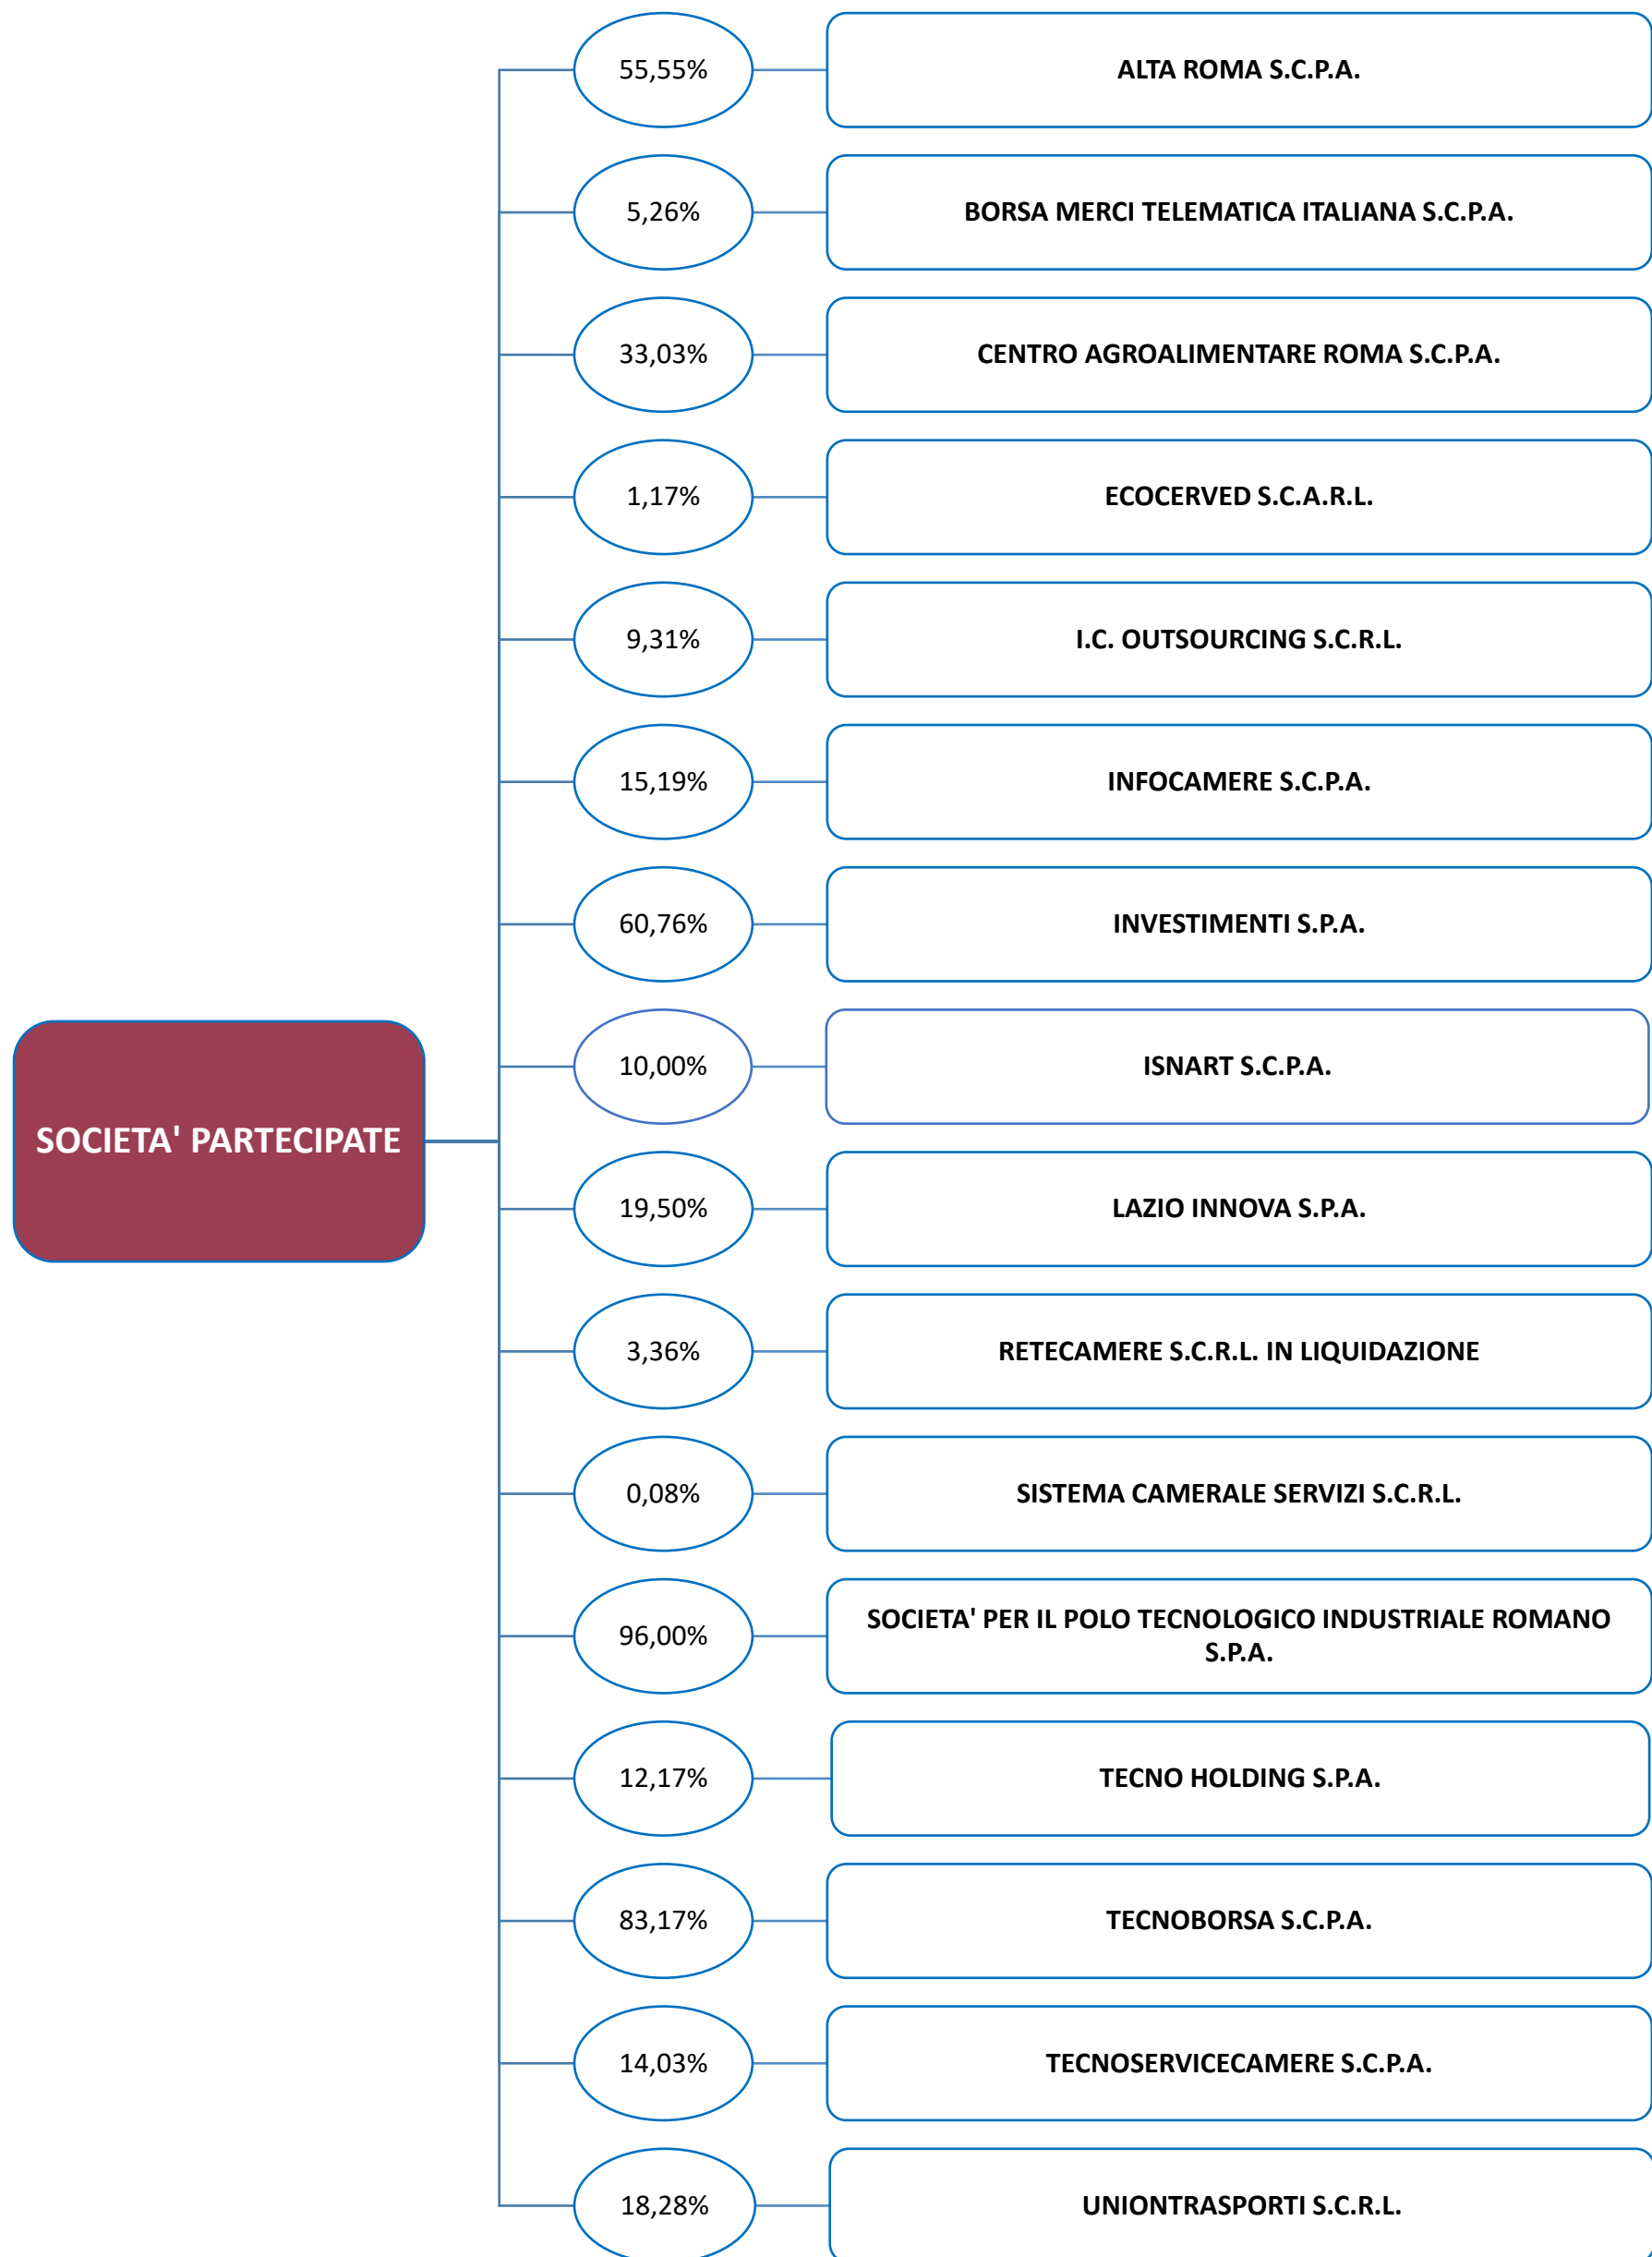 55,55%
ALTA ROMA S.C.P.A.
5,26%
BORSA MERCI TELEMATICA ITALIANA S.C.P.A.
33,03%
CENTRO AGROALIMENTARE ROMA S.C.P.A.
1,17%
ECOCERVED S.C.A.R.L.
9,31%
I.C. OUTSOURCING S.C.R.L.
15,19%
INFOCAMERE S.C.P.A.
60,76%
INVESTIMENTI S.P.A.
10,00%
ISNART S.C.P.A.
SOCIETA' PARTECIPATE
19,50%
LAZIO INNOVA S.P.A.
3,36%
RETECAMERE S.C.R.L. IN LIQUIDAZIONE
0,08%
SISTEMA CAMERALE SERVIZI S.C.R.L.
96,00%
SOCIETA' PER IL POLO TECNOLOGICO INDUSTRIALE ROMANO
S.P.A.
12,17%
TECNO HOLDING S.P.A.
83,17%
TECNOBORSA S.C.P.A.
14,03%
TECNOSERVICECAMERE S.C.P.A.
18,28%
UNIONTRASPORTI S.C.R.L.